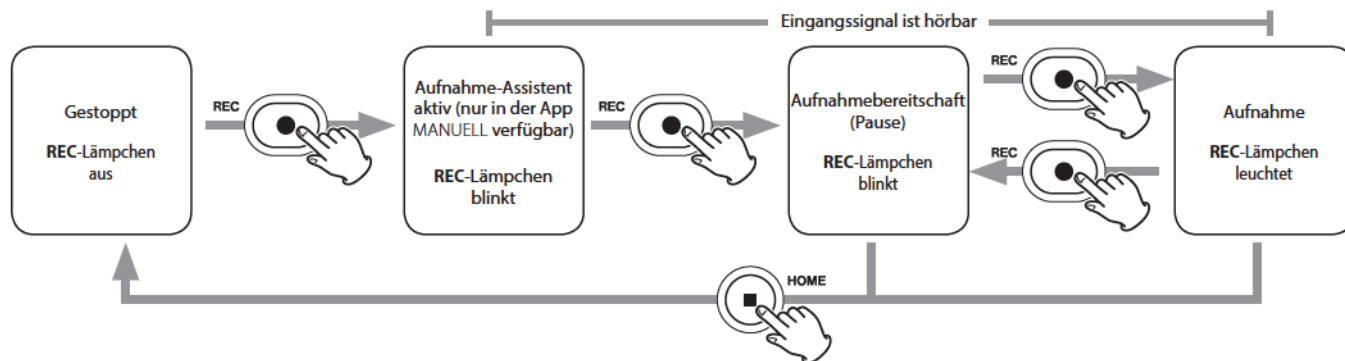 Eingangssignal ist hörbar
Gestoppt
REC-Lämpchen
aus
REC
Aufnahme-Assistent
aktiv (nur in der App
MANUELL verfügbar)
REC-Lämpchen
blinkt
REC
Aufnahmebereitschaft
(Pause)
REC-Lämpchen
blinkt
REC
REC
Aufnahme
REC-Lämpchen
leuchtet
HOME